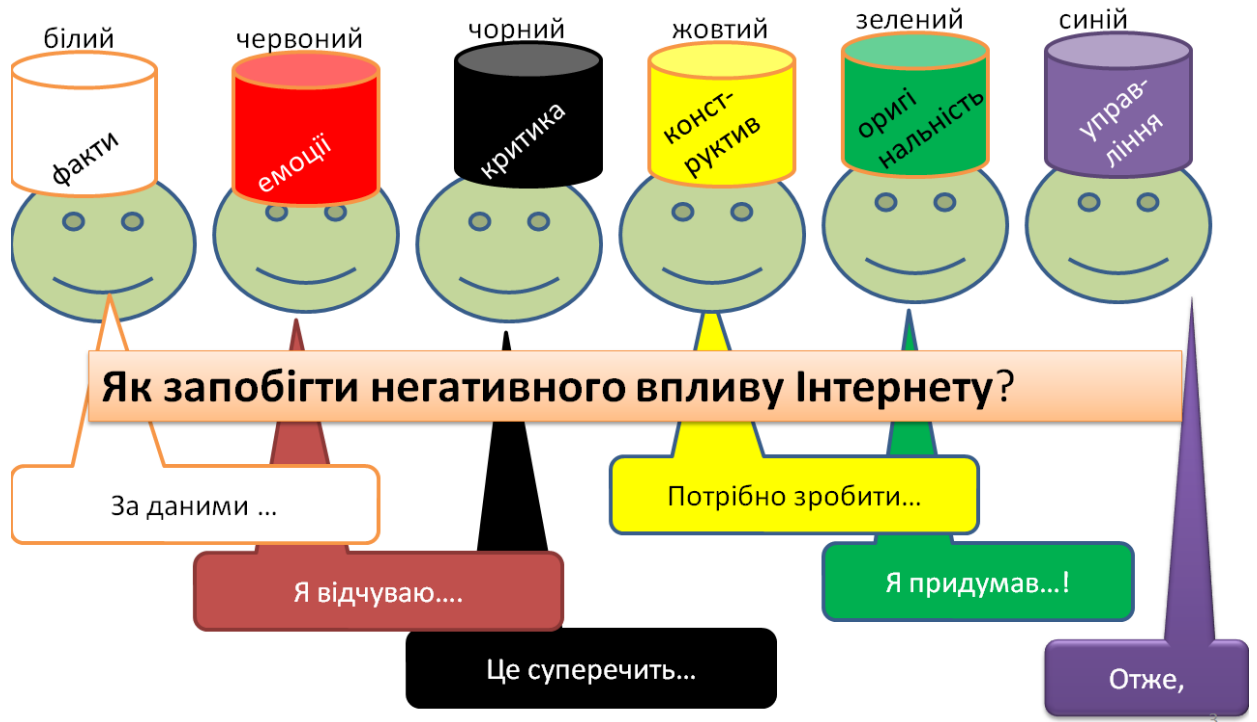 білий
червоний
чорний
жовтий
зелений
синій
факти
емоції
критика
конст-
руктив
оригі
нальність
управ-
ління
Як запобігти негативного впливу Інтернету?
За даними ...
Потрібно зробити...
Я відчуваю....
Я придумав...!
Це суперечить...
Отже,
3